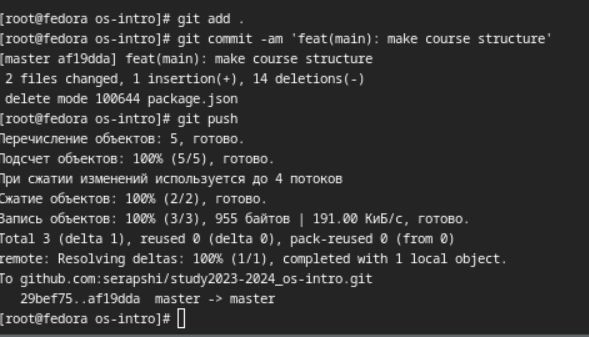 [root@fedora os-intro]# git add .
[root@fedora os-intro]# git commit -am 'feat(main): make course structure'
[master af19dda] feat(main): make course structure
 2 files changed, 1 insertion(+), 14 deletions(-)
 delete mode 100644 package.json
[root@fedora os-intro]# git push
Перечисление объектов: 5, готово.
Подсчет объектов: 100% (5/5), готово.
При сжатии изменений используется до 4 потоков
Сжатие объектов: 100% (2/2), готово.
Запись объектов: 100% (3/3), 955 байтов | 191.00 КиБ/с, готово.
Total 3 (delta 1), reused 0 (delta 0), pack-reused 0 (from 0)
remote: Resolving deltas: 100% (1/1), completed with 1 local object.
To github.com:serapshi/study2023-2024_os-intro.git
   29bef75..af19dda  master -> master
[root@fedora os-intro]#